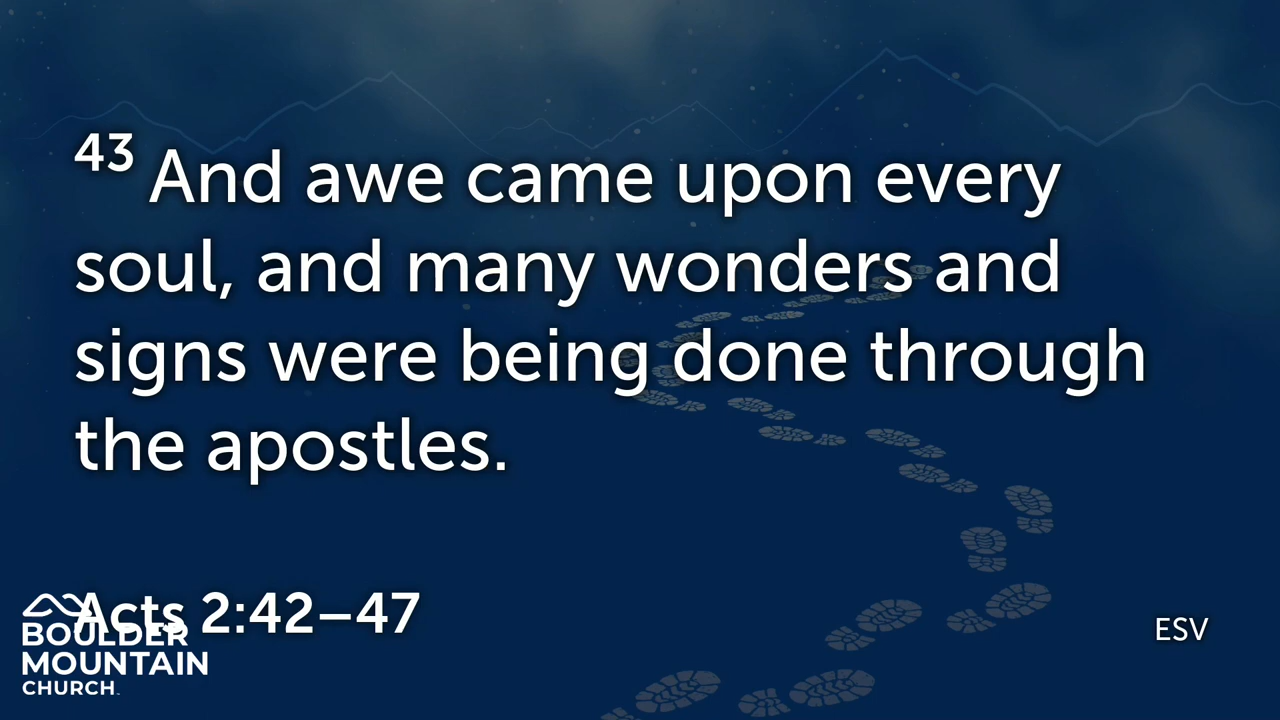 43 And awe came upon every
soul, and many wonders and
signs were being done through
the apostles.
Acts 2:42–47
BOULDER
MOUNTAIN
CHURCH
ESV